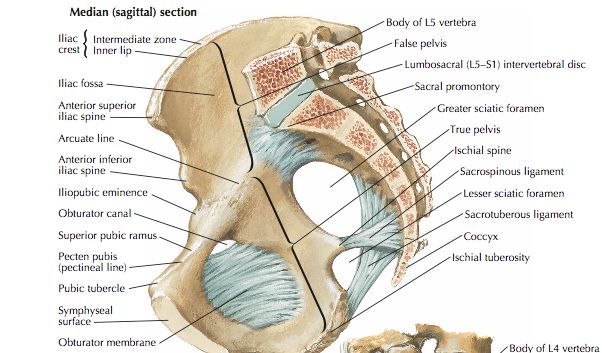 Median (sagittal) section
Iliac crest
Intermediate zone
Inner lip
Iliac fossa
Anterior superior
iliac spine
Arcuate line
Anterior inferior
iliac spine
Iliopubic eminence
Obturator canal
Superior pubic ramus
Pecten pubis
(pectineal line)
Pubic tubercle
Symphyseal
surface
Obturator membrane
Body of L5 vertebra
False pelvis
Lumbosacral (L5–S1) intervertebral disc
Sacral promontory
Greater sciatic foramen
True pelvis
Ischial spine
Sacrospinous ligament
Lesser sciatic foramen
Sacrotuberous ligament
Coccyx
Ischial tuberosity
Body of L4 vertebra